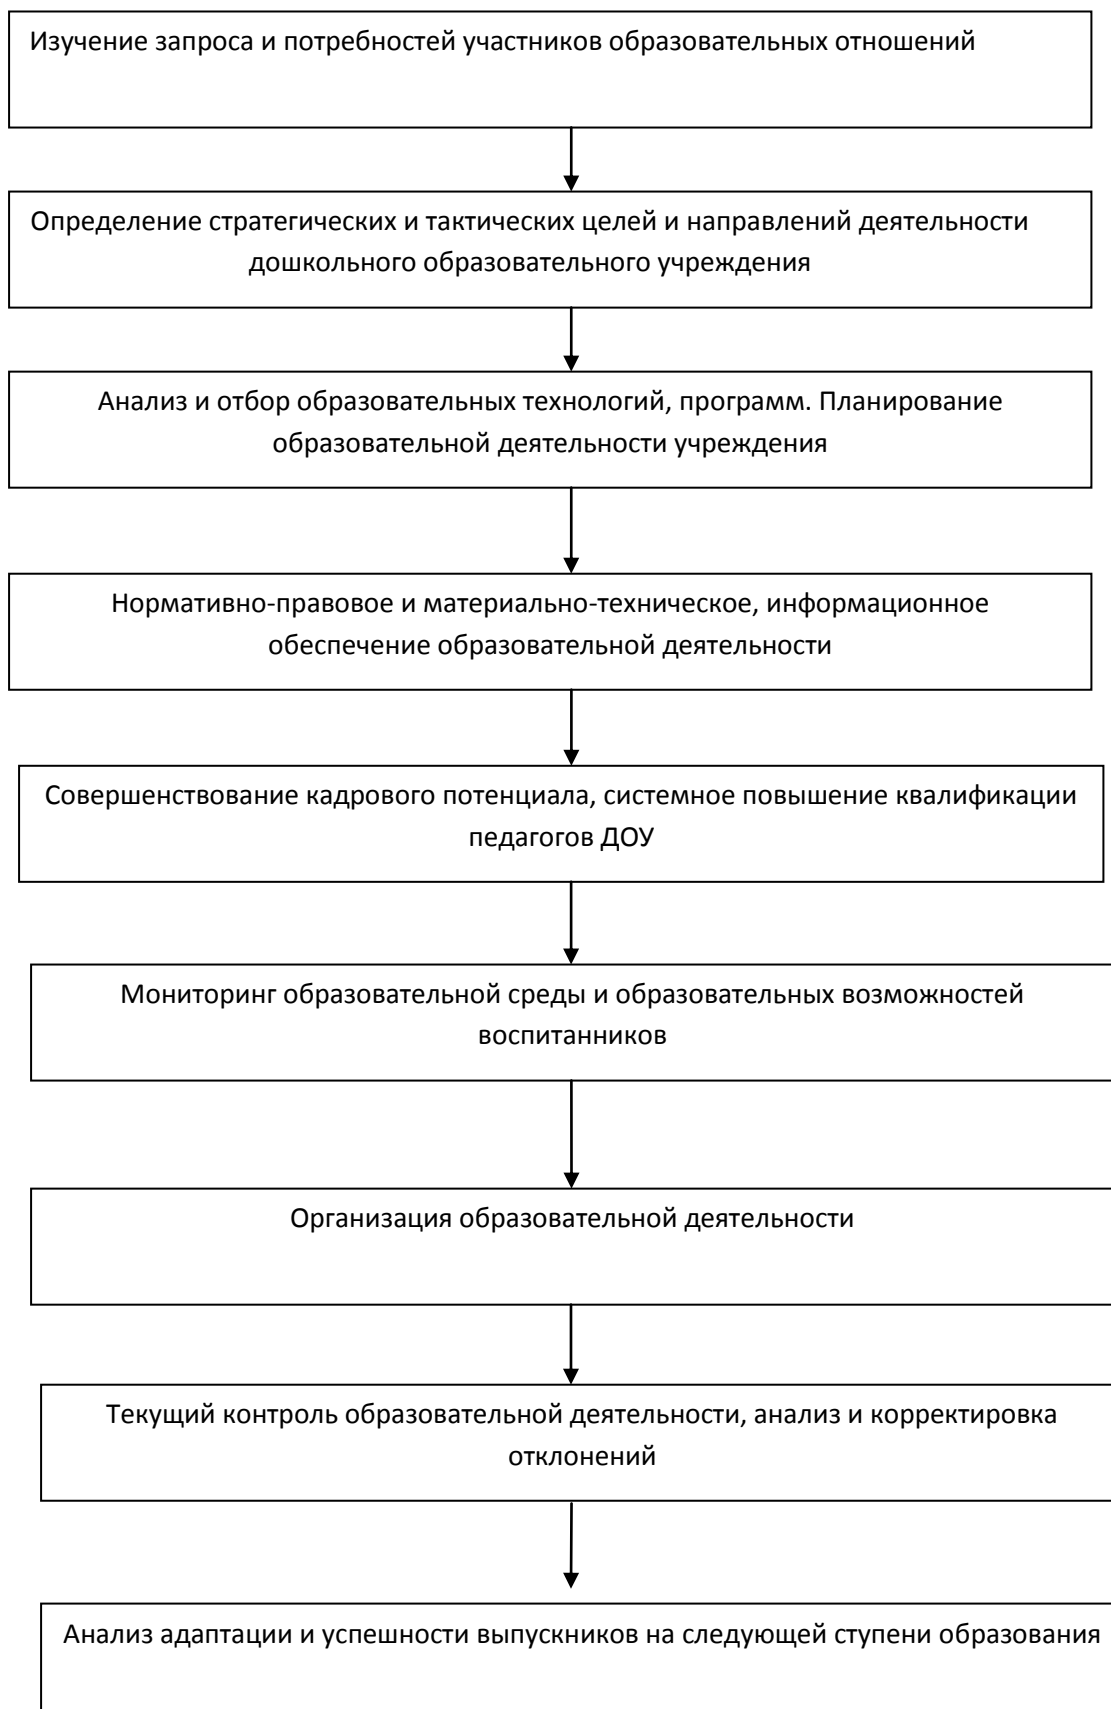 Изучение запроса и потребностей участников образовательных отношений
Определение стратегических и тактических целей и направлений деятельности
дошкольного образовательного учреждения
Анализ и отбор образовательных технологий, программ. Планирование
образовательной деятельности учреждения
Нормативно-правовое и материально-техническое, информационное
обеспечение образовательной деятельности
Совершенствование кадрового потенциала, системное повышение квалификации
педагогов ДОУ
Мониторинг образовательной среды и образовательных возможностей
воспитанников
Организация образовательной деятельности
Текущий контроль образовательной деятельности, анализ и корректировка
отклонений
Анализ адаптации и успешности выпускников на следующей ступени образования